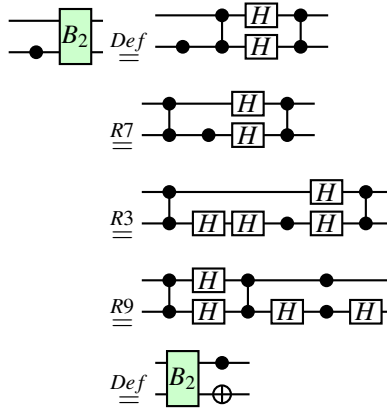 B₂ Def H H
R7 H H
R3 H H H H
R9 H H H H
Def B₂